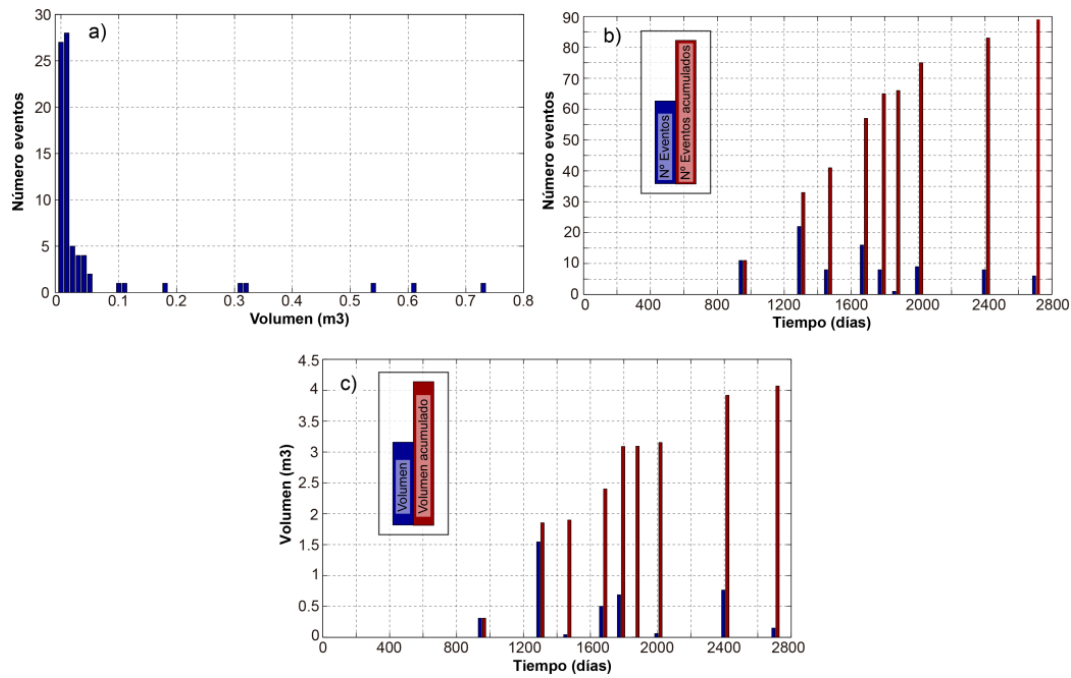 a)
30
25
20
15
10
5
0
Número eventos
0 0.1 0.2 0.3 0.4 0.5 0.6 0.7 0.8
Volumen (m3)
b)
90
80
70
60
50
40
30
20
10
0
Número eventos
Nº Eventos
Nº Eventos acumulados
0 400 800 1200 1600 2000 2400 2800
Tiempo (días)
c)
4.5
4
3.5
3
2.5
2
1.5
1
0.5
0
Volumen (m3)
Volumen
Volumen acumulado
0 400 800 1200 1600 2000 2400 2800
Tiempo (días)